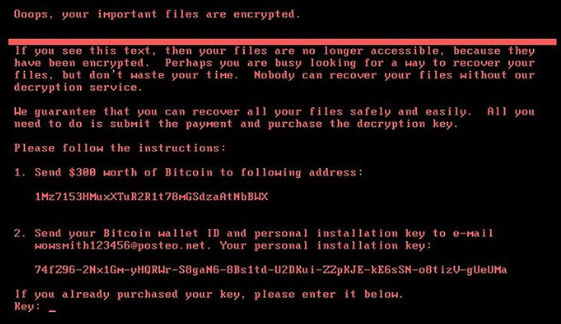 Ooops, your important files are encrypted.
If you see this text, then your files are no longer accessible, because they
have been encrypted. Perhaps you are busy looking for a way to recover your
files, but don't waste your time. Nobody can recover your files without our
decryption service.
We guarantee that you can recover all your files safely and easily. All you
need to do is submit the payment and purchase the decryption key.
Please follow the instructions:
1. Send $300 worth of Bitcoin to following address:
1Mz7153HMuxXTuR2R1t78mGSdzaAtNbBWX
2. Send your Bitcoin wallet ID and personal installation key to e-mail
wowsmith123456@posteo.net. Your personal installation key:
74fZ96-2Nx1Gm-yHQRWr-S8gaN6-8Bs1td-U2DKui-ZZpKJE-kE6sSN-o8tizV-gUeUMa
If you already purchased your key, please enter it below.
Key: _